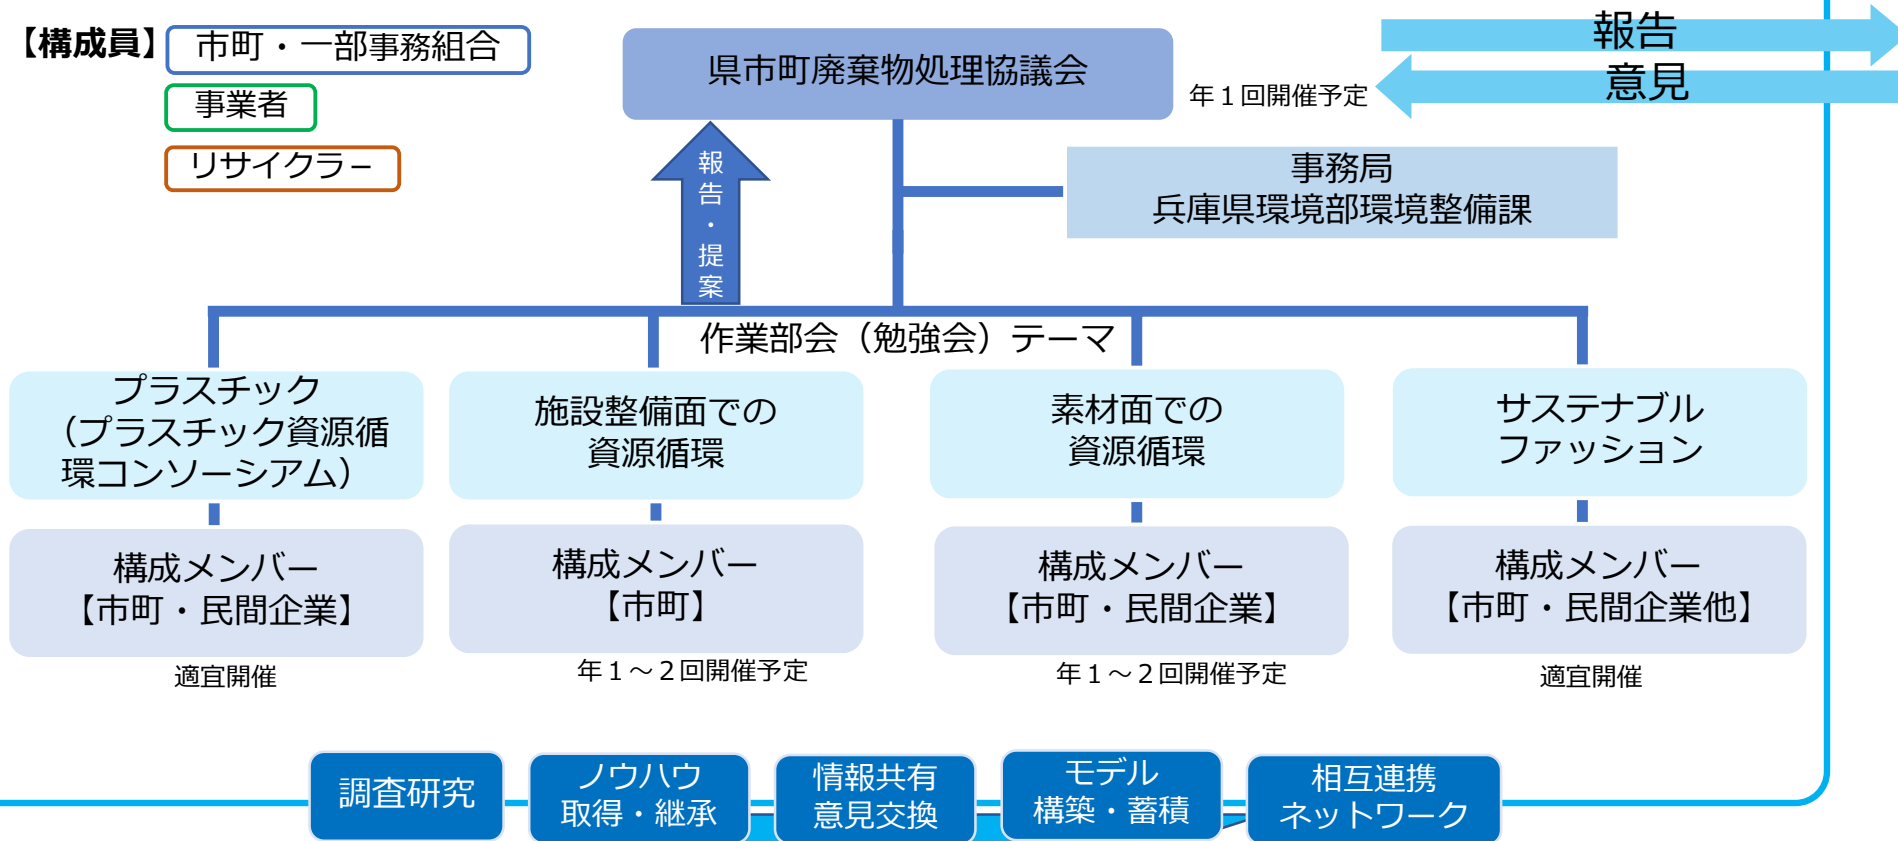 【構成員】
市町・一部事務組合
事業者
リサイクラ－
県市町廃棄物処理協議会
年１回開催予定
報告
意見
報告・提案
事務局
兵庫県環境部環境整備課
作業部会（勉強会）テーマ
プラスチック
（プラスチック資源循
環コンソーシアム）
施設整備面での
資源循環
素材面での
資源循環
サステナブル
ファッション
構成メンバー
【市町・民間企業】
適宜開催
構成メンバー
【市町】
年１～２回開催予定
構成メンバー
【市町・民間企業】
年１～２回開催予定
構成メンバー
【市町・民間企業他】
適宜開催
調査研究
ノウハウ
取得・継承
情報共有
意見交換
モデル
構築・蓄積
相互連携
ネットワーク